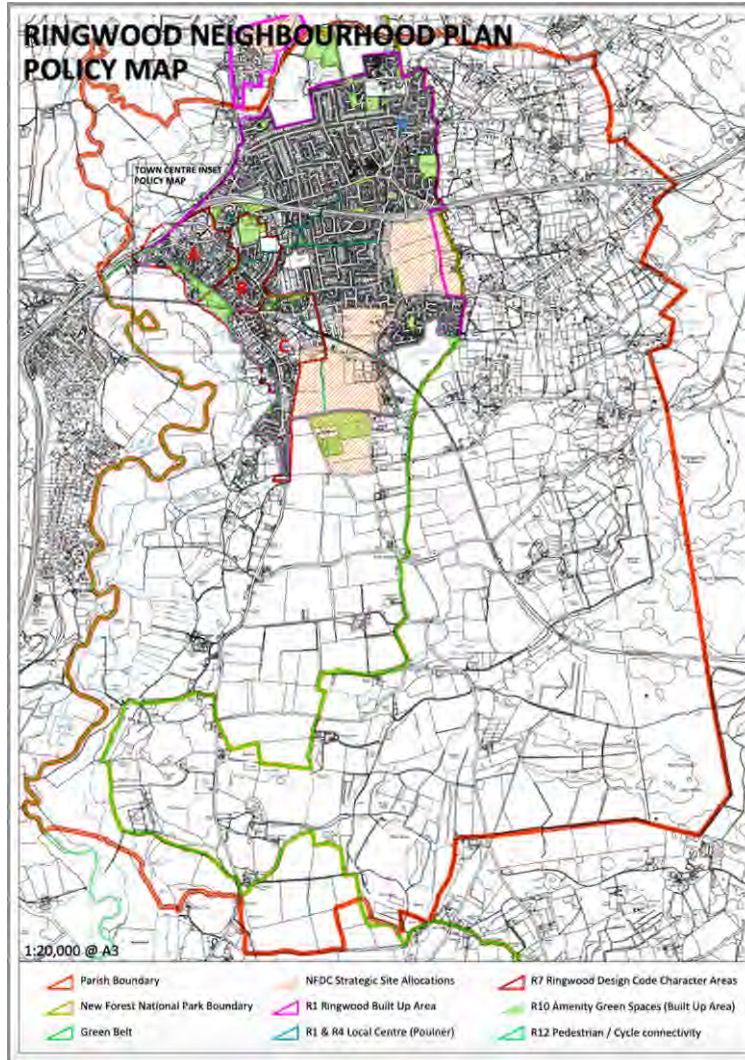 RINGWOOD NEIGHBOURHOOD PLAN
POLICY MAP
TOWN CENTRE INSET
POLICY MAP
A
B
C
1:20,000 @ A3
Parish Boundary
New Forest National Park Boundary
Green Belt
NFDC Strategic Site Allocations
R1 Ringwood Built Up Area
R1 & R4 Local Centre (Poulner)
R7 Ringwood Design Code Character Areas
R10 Amenity Green Spaces (Built Up Area)
R12 Pedestrian / Cycle connectivity